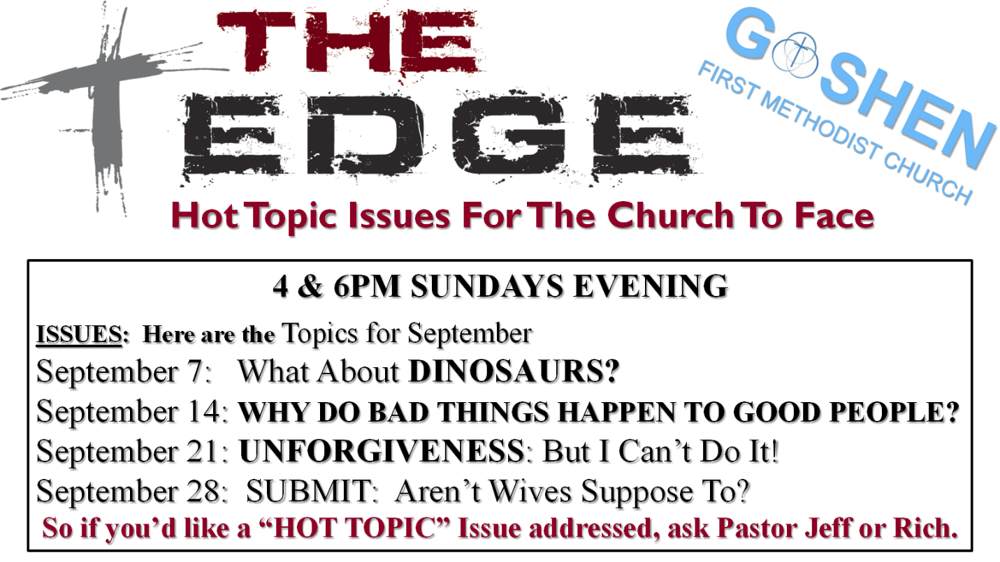 THE
EDGE
GOSHEN
FIRST METHODIST CHURCH
Hot Topic Issues For The Church To Face
4 & 6PM SUNDAYS EVENING
ISSUES: Here are the Topics for September
September 7: What About DINOSAURS?
September 14: WHY DO BAD THINGS HAPPEN TO GOOD PEOPLE?
September 21: UNFORGIVENESS: But I Can’t Do It!
September 28: SUBMIT: Aren’t Wives Suppose To?
So if you’d like a “HOT TOPIC” Issue addressed, ask Pastor Jeff or Rich.